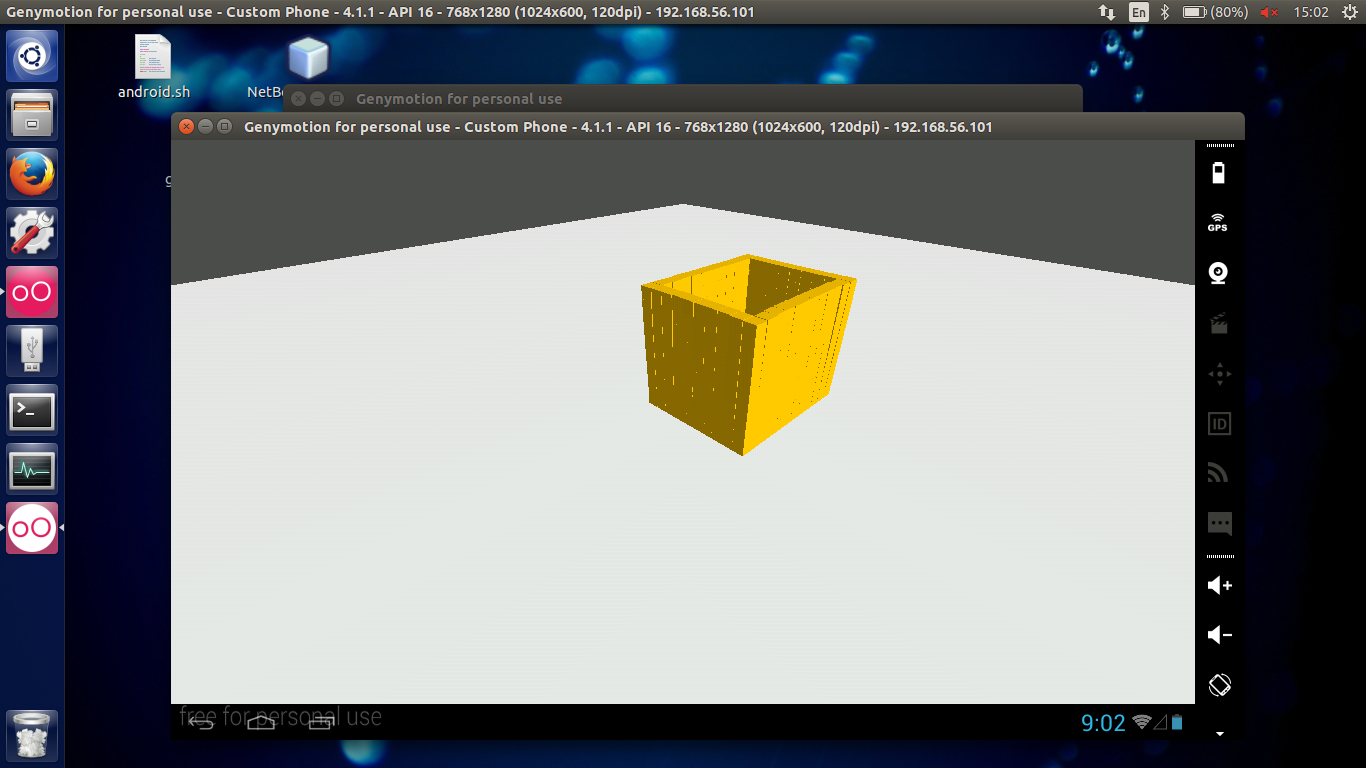 Genymotion for personal use - Custom Phone - 4.1.1 - API 16 - 768x1280 (1024x600, 120dpi) - 192.168.56.101
En
(80%)
15:02
android.sh
NetB
Genymotion for personal use
Genymotion for personal use - Custom Phone - 4.1.1 - API 16 - 768x1280 (1024x600, 120dpi) - 192.168.56.101
g
GPS
ID
free for personal use
9:02